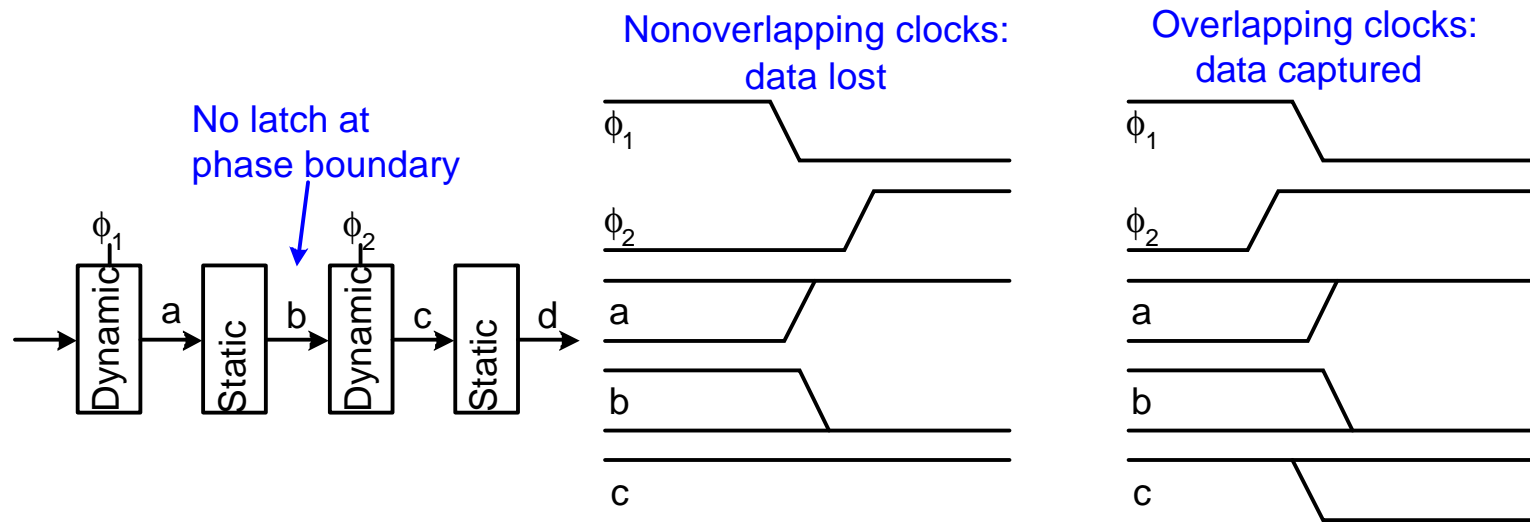 Nonoverlapping clocks:
data lost
Overlapping clocks:
data captured
No latch at
phase boundary
ϕ1
ϕ2
Dynamic
a
Static
b
Dynamic
c
Static
d
ϕ1
ϕ2
a
b
c
ϕ1
ϕ2
a
b
c